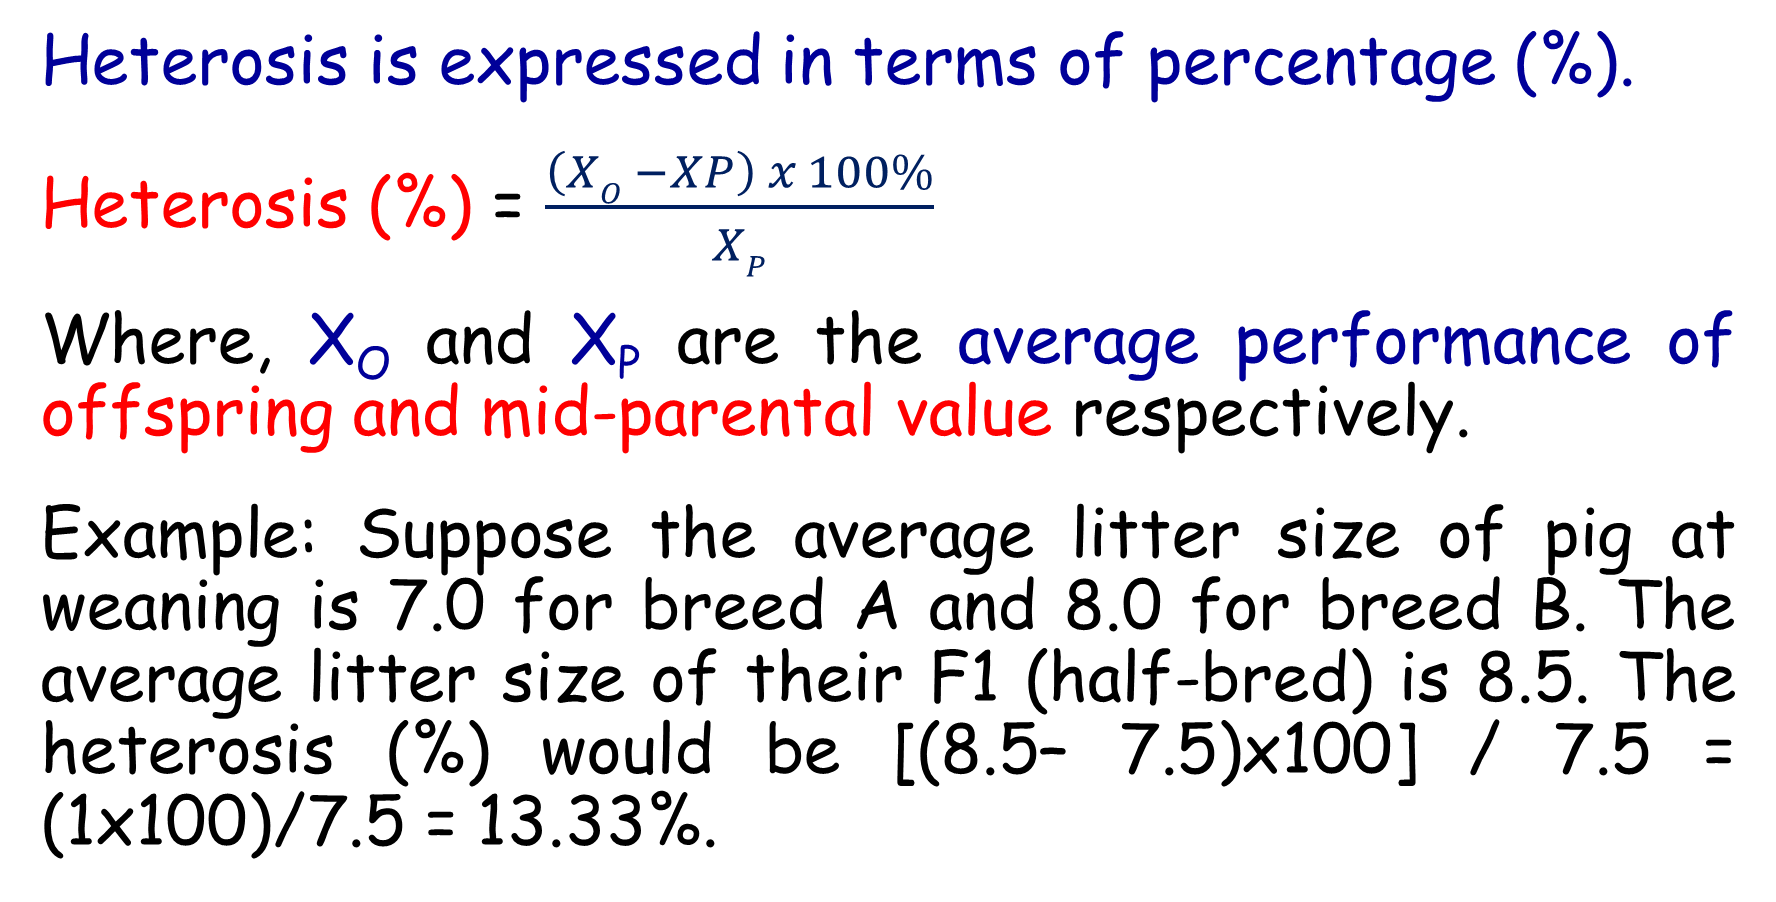 Heterosis is expressed in terms of percentage (%).
Heterosis (%) = (X_O −XP) x 100% / X_P
Where, X_O and X_P are the average performance of
offspring and mid-parental value respectively.
Example: Suppose the average litter size of pig at
weaning is 7.0 for breed A and 8.0 for breed B. The
average litter size of their F1 (half-bred) is 8.5. The
heterosis (%) would be [(8.5– 7.5)x100] / 7.5 =
(1x100)/7.5 = 13.33%.